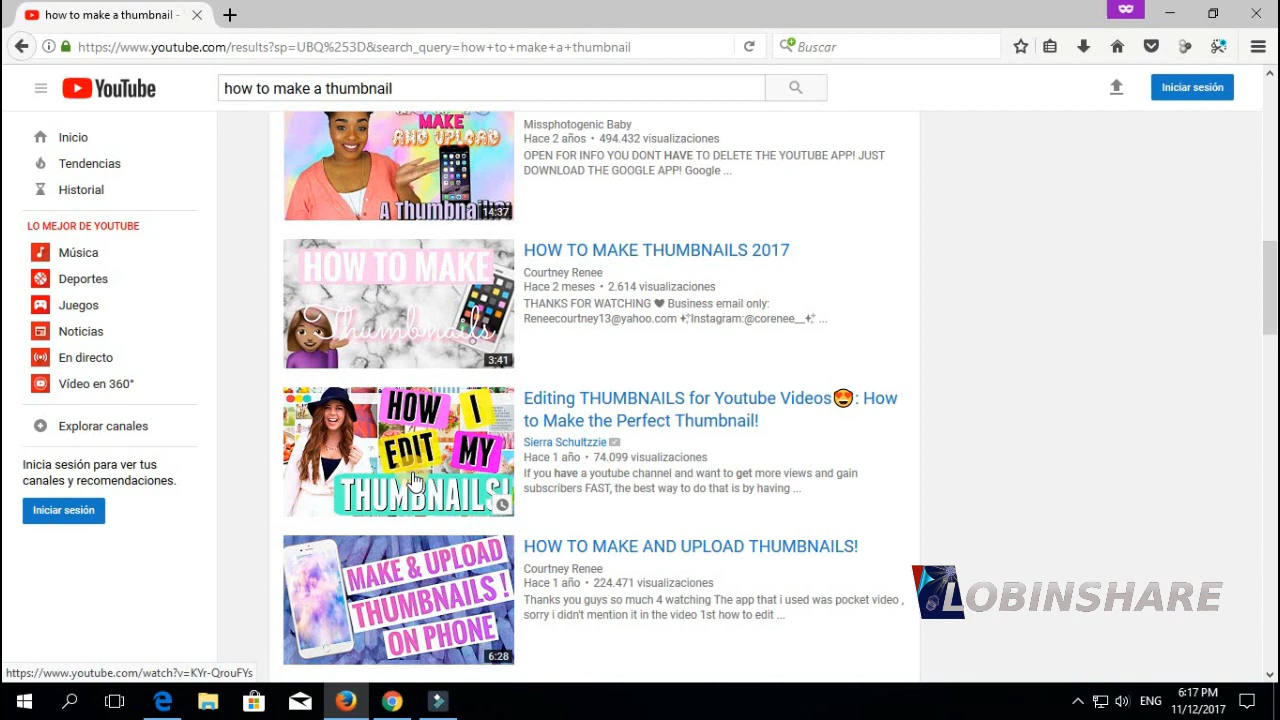 how to make a thumbnail -
https://www.youtube.com/results?sp=UBQ%253D&search_query=how+to+make+a+thumbnail
Buscar
YouTube
how to make a thumbnail
Iniciar sesión
Inicio
Tendencias
Historial
LO MEJOR DE YOUTUBE
Música
Deportes
Juegos
Noticias
En directo
Vídeo en 360°
Explorar canales
Inicia sesión para ver tus
canales y recomendaciones.
Iniciar sesión
MAKE
AND UPLOAD
A Thumbnail
14:37
Missphotogenic Baby
Hace 2 años • 494.432 visualizaciones
OPEN FOR INFO YOU DONT HAVE TO DELETE THE YOUTUBE APP! JUST
DOWNLOAD THE GOOGLE APP! Google ...
HOW TO MAKE
Thumbnails
3:41
HOW TO MAKE THUMBNAILS 2017
Courtney Renee
Hace 2 meses • 2.614 visualizaciones
THANKS FOR WATCHING ❤ Business email only:
Reneecourtney13@yahoo.com ✨Instagram:@corenee__✨ ...
HOW I
EDIT MY
THUMBNAILS!
Editing THUMBNAILS for Youtube Videos😍: How
to Make the Perfect Thumbnail!
Sierra Schultzzie
Hace 1 año • 74.099 visualizaciones
If you have a youtube channel and want to get more views and gain
subscribers FAST, the best way to do that is by having ...
MAKE & UPLOAD
THUMBNAILS !
ON PHONE
6:28
HOW TO MAKE AND UPLOAD THUMBNAILS!
Courtney Renee
Hace 1 año • 224.471 visualizaciones
Thanks you guys so much 4 watching The app that i used was pocket video ,
sorry i didn't mention it in the video 1st how to edit ...
LOBINSHARE
https://www.youtube.com/watch?v=KYr-QrouFYs
ENG
6:17 PM
11/12/2017